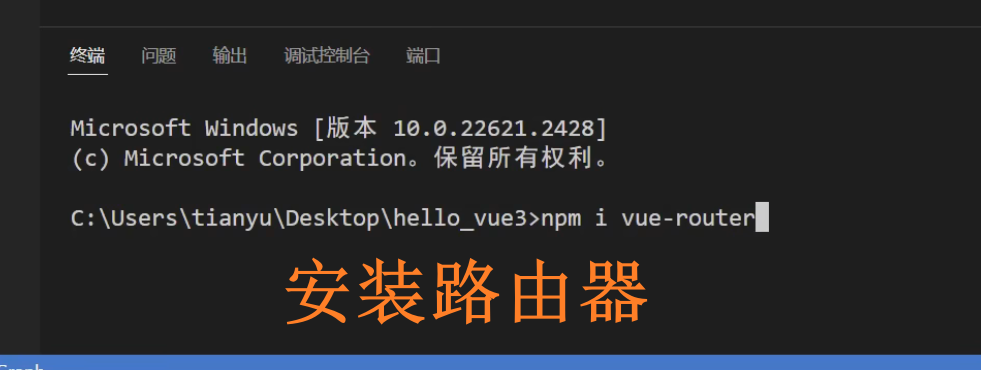 终端 问题 输出 调试控制台 端口
Microsoft Windows [版本 10.0.22621.2428]
(c) Microsoft Corporation。保留所有权利。
C:\Users\tianyu\Desktop\hello_vue3>npm i vue-router
安装路由器